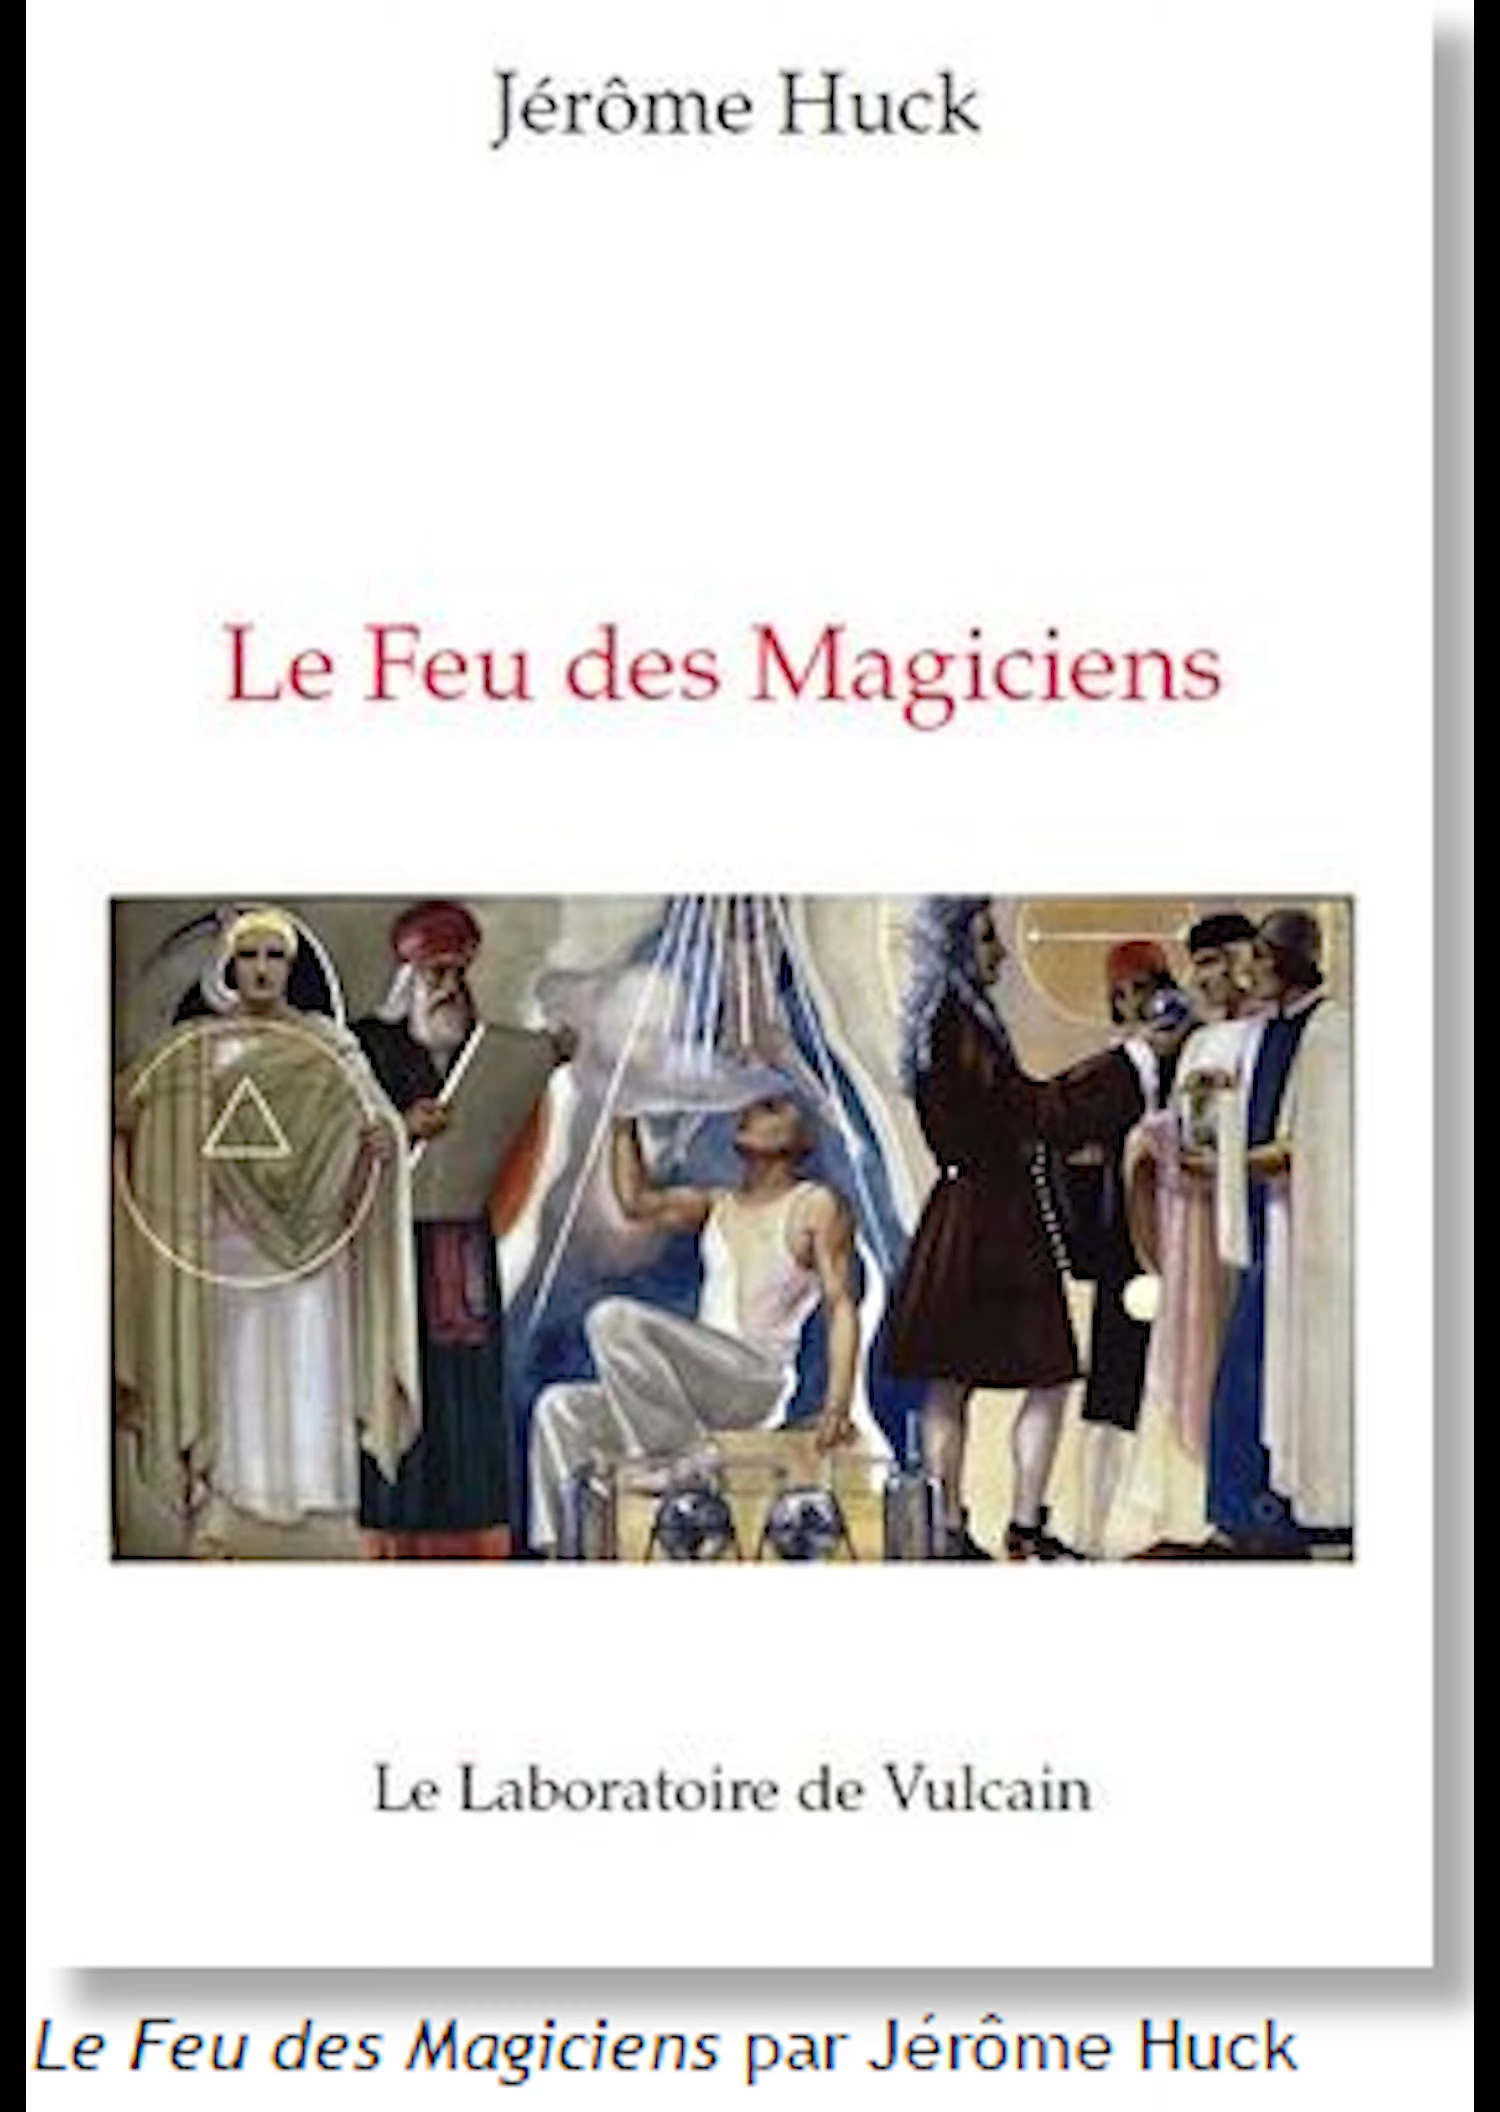 Jérôme Huck
Le Feu des Magiciens
Le Laboratoire de Vulcain
Le Feu des Magiciens par Jérôme Huck